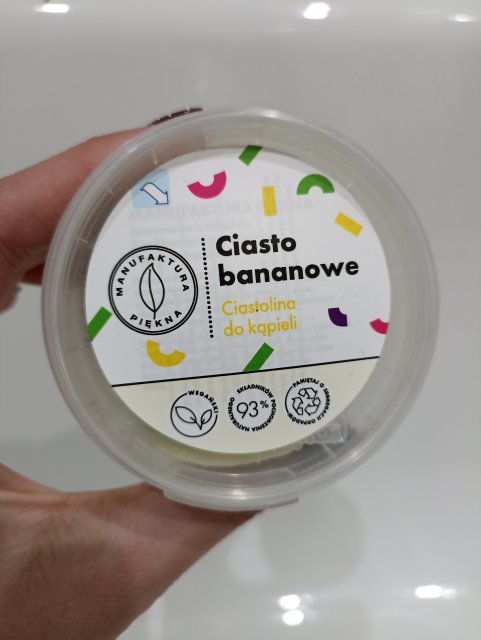 MANUFAKTURA
PIĘKNA
Ciasto
bananowe
Ciastolina
do kąpieli
WEGAŃSKI
93%
SKŁADNIKÓW POCHODZENIA NATURALNEGO
PAMIĘTAJ O SEGREGACJI ODPADÓW